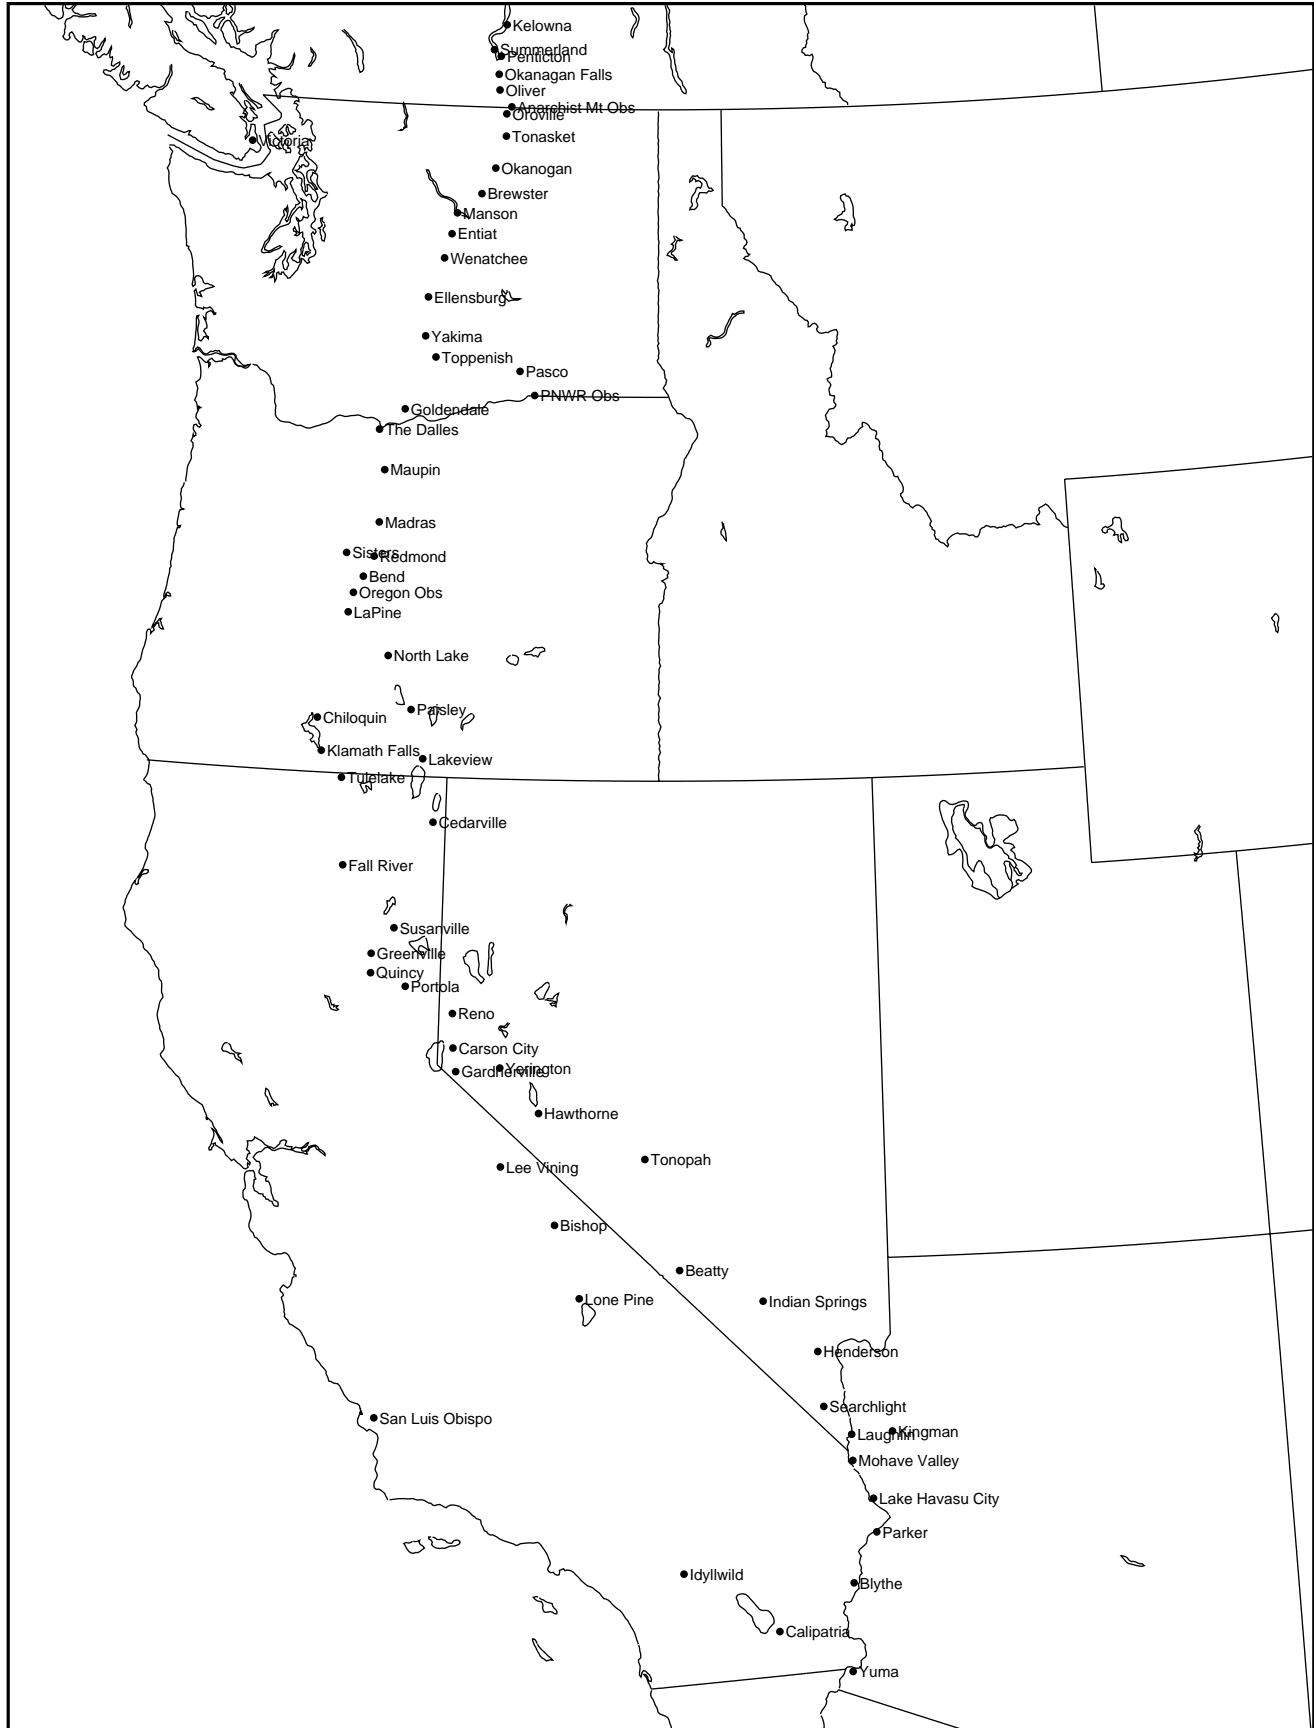 Kelowna
Summerland
Penticton
Okanagan Falls
Oliver
Anarchist Mt Obs
Oroville
Tonasket
Victoria
Okanogan
Brewster
Manson
Entiat
Wenatchee
Ellensburg
Yakima
Toppenish
Pasco
PNWR Obs
Goldendale
The Dalles
Maupin
Madras
Sisters
Redmond
Bend
Oregon Obs
LaPine
North Lake
Paisley
Chiloquin
Klamath Falls
Lakeview
Tulelake
Cedarville
Fall River
Susanville
Greenville
Quincy
Portola
Reno
Carson City
Yerington
Gardnerville
Hawthorne
Tonopah
Lee Vining
Bishop
Beatty
Lone Pine
Indian Springs
Henderson
Searchlight
San Luis Obispo
Kingman
Laughlin
Mohave Valley
Lake Havasu City
Parker
Idyllwild
Blythe
Calipatria
Yuma